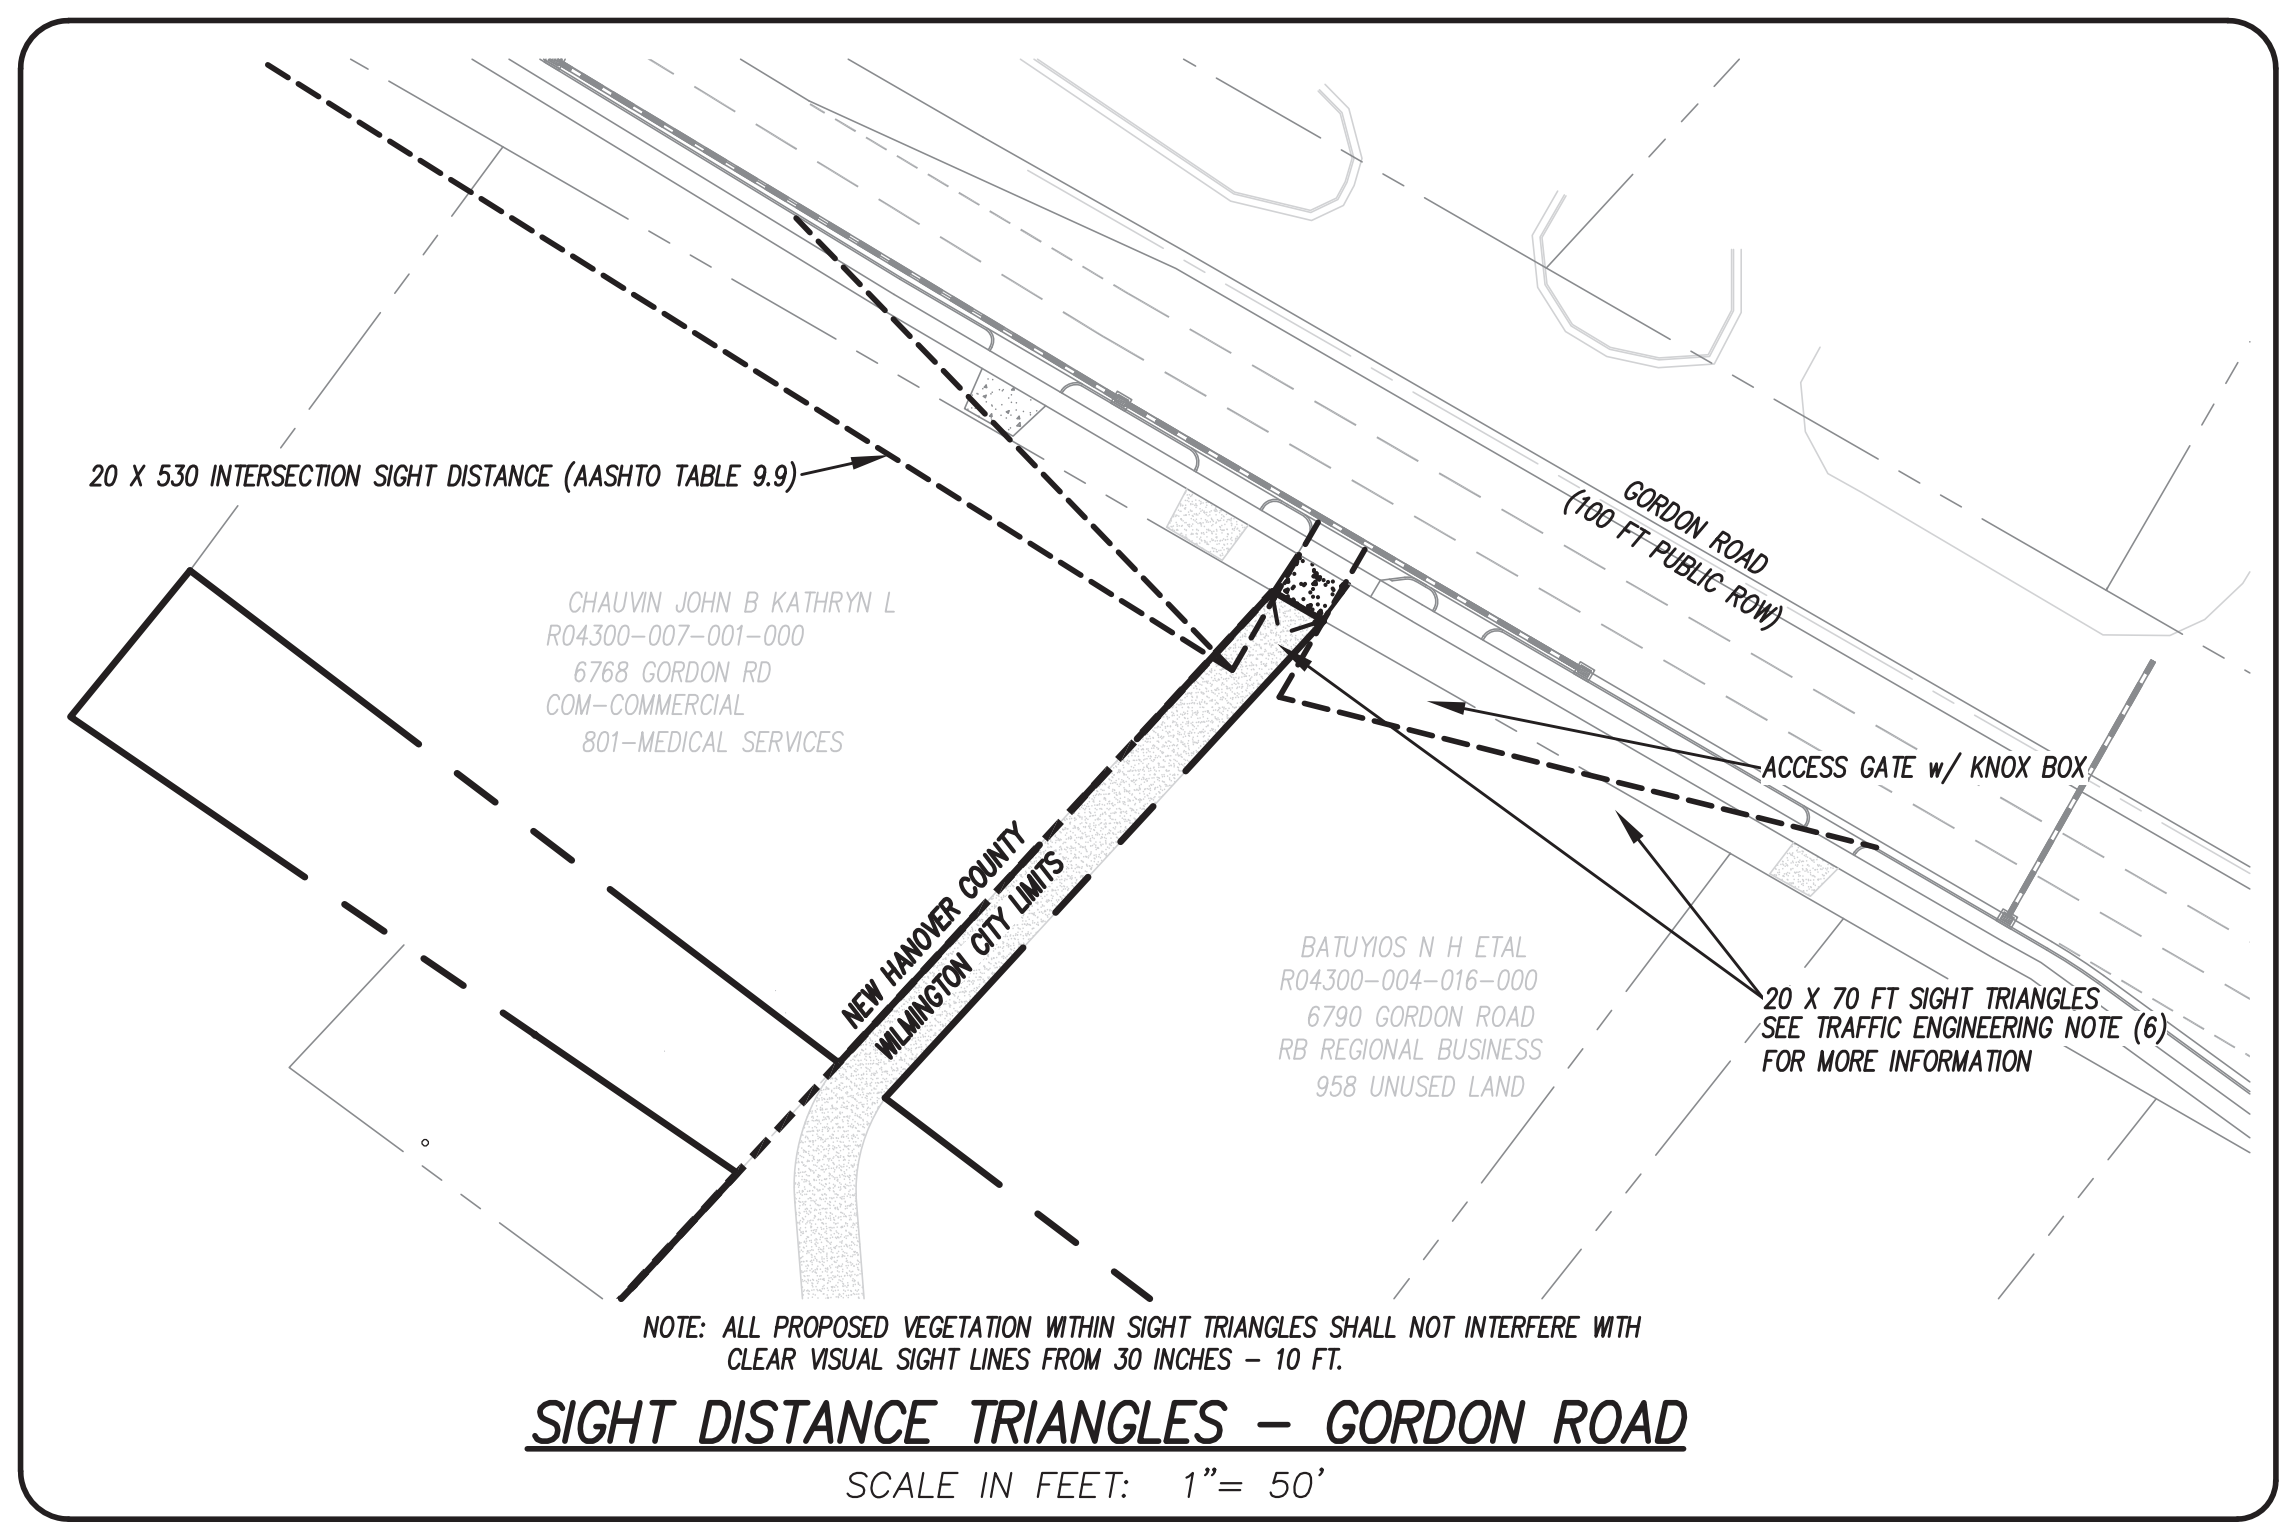 20 X 530 INTERSECTION SIGHT DISTANCE (AASHTO TABLE 9.9)
GORDON ROAD
(100 FT PUBLIC ROW)
CHAUVIN JOHN B KATHRYN L
R04300-007-001-000
6768 GORDON RD
COM-COMMERCIAL
801-MEDICAL SERVICES
ACCESS GATE w/ KNOX BOX
NEW HANOVER COUNTY
WILMINGTON CITY LIMITS
BATUYIOS N H ETAL
R04300-004-016-000
6790 GORDON ROAD
RB REGIONAL BUSINESS
958 UNUSED LAND
20 X 70 FT SIGHT TRIANGLES
SEE TRAFFIC ENGINEERING NOTE (6)
FOR MORE INFORMATION
NOTE: ALL PROPOSED VEGETATION WITHIN SIGHT TRIANGLES SHALL NOT INTERFERE WITH
CLEAR VISUAL SIGHT LINES FROM 30 INCHES - 10 FT.
SIGHT DISTANCE TRIANGLES - GORDON ROAD
SCALE IN FEET: 1"= 50'